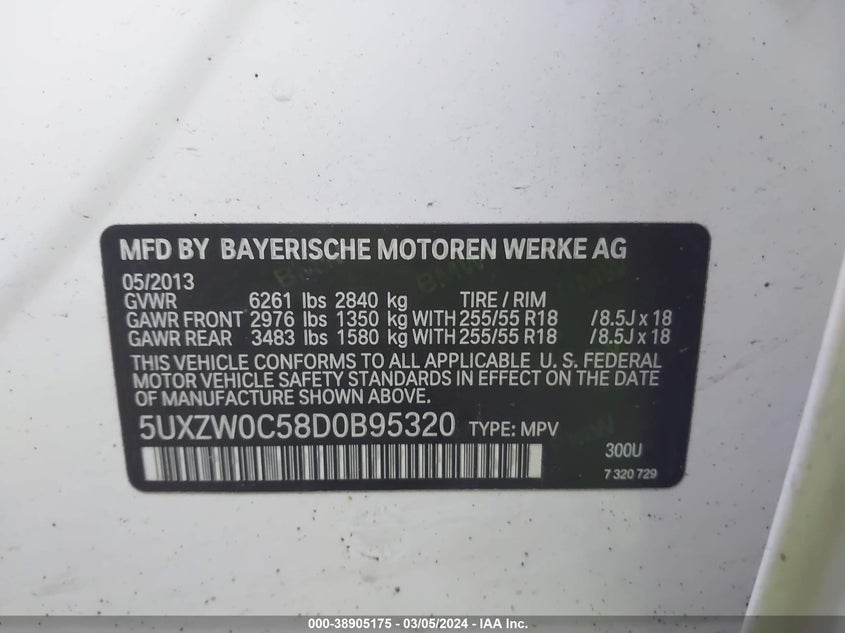 MFD BY BAYERISCHE MOTOREN WERKE AG
05/2013
GVWR 6261 lbs 2840 kg TIRE / RIM
GAWR FRONT 2976 lbs 1350 kg WITH 255/55 R18 /8.5J x 18
GAWR REAR 3483 lbs 1580 kg WITH 255/55 R18 /8.5J x 18
THIS VEHICLE CONFORMS TO ALL APPLICABLE U. S. FEDERAL
MOTOR VEHICLE SAFETY STANDARDS IN EFFECT ON THE DATE
OF MANUFACTURE SHOWN ABOVE.
5UXZW0C58D0B95320 TYPE: MPV
300U
7 320 729
000-38905175 - 03/05/2024 - IAA Inc.